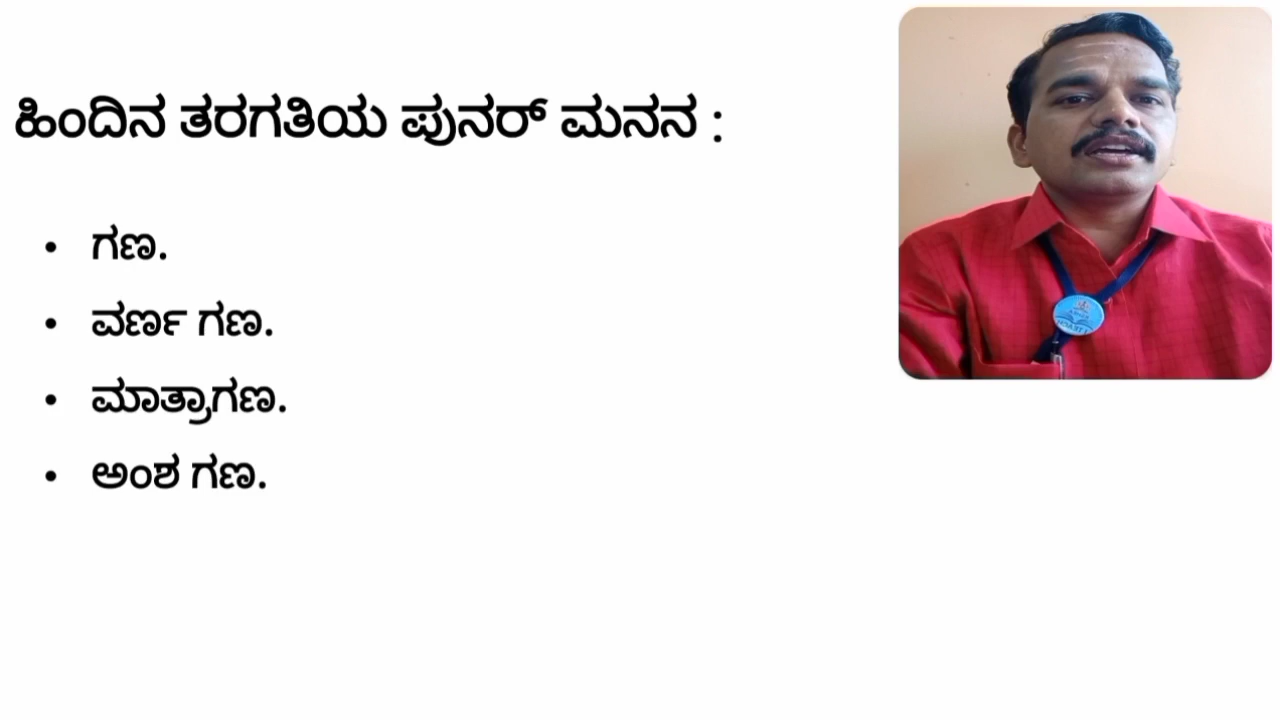 ಹಿಂದಿನ ತರಗತಿಯ ಪುನರ್ ಮನನ :
• ಗಣ.
• ವರ್ಣ ಗಣ.
• ಮಾತ್ರಾಗಣ.
• ಅಂಶ ಗಣ.